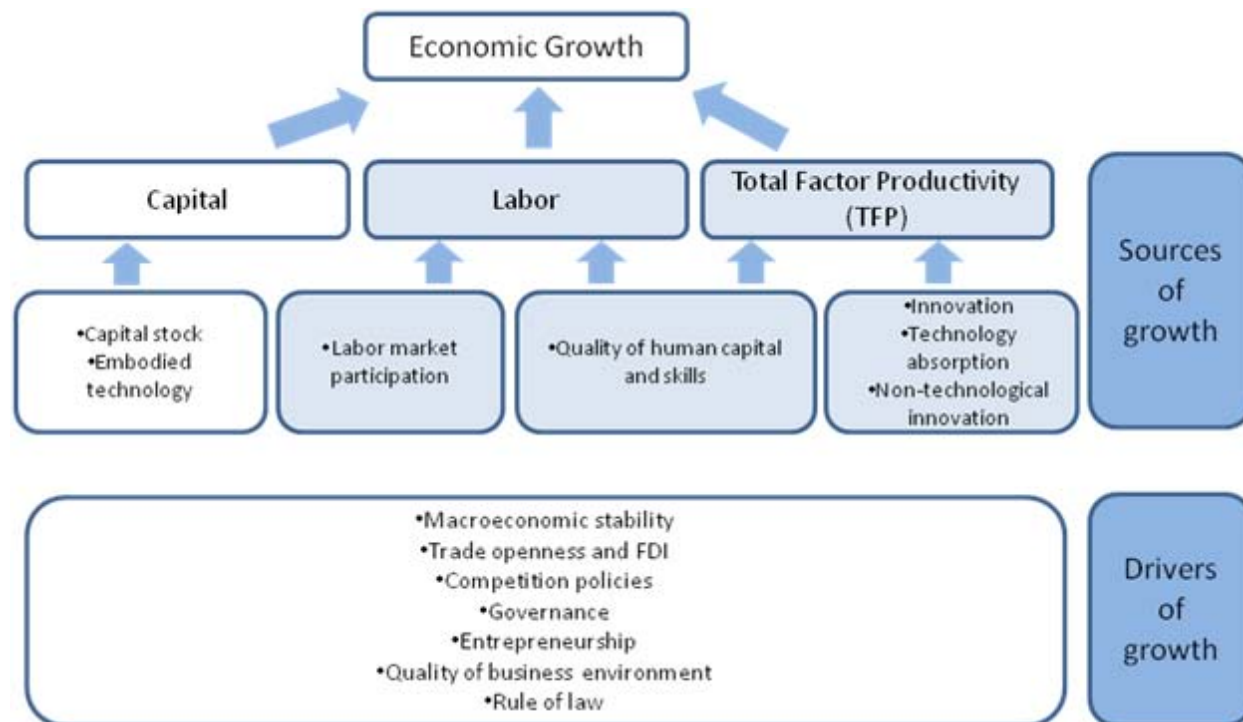 Economic Growth
Capital
Labor
Total Factor Productivity
(TFP)
•Capital stock
•Embodied
technology
•Labor market
participation
•Quality of human capital
and skills
•Innovation
•Technology
absorption
•Non-technological
innovation
Sources
of
growth
•Macroeconomic stability
•Trade openness and FDI
•Competition policies
•Governance
•Entrepreneurship
•Quality of business environment
•Rule of law
Drivers
of
growth